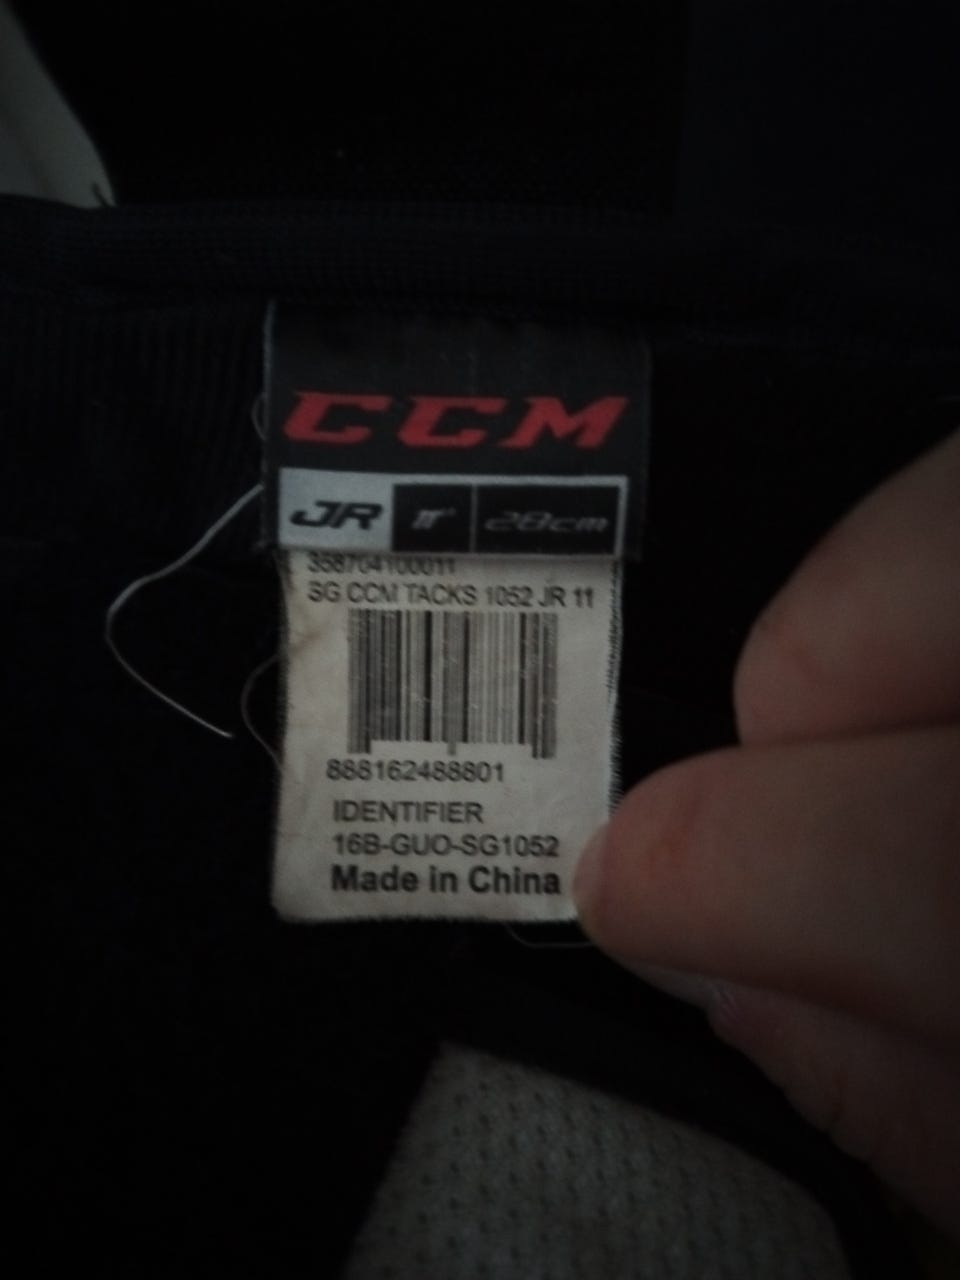 CCM
JR 11" 28cm
358704100011
SG CCM TACKS 1052 JR 11
888162488801
IDENTIFIER
16B-GUO-SG1052
Made in China